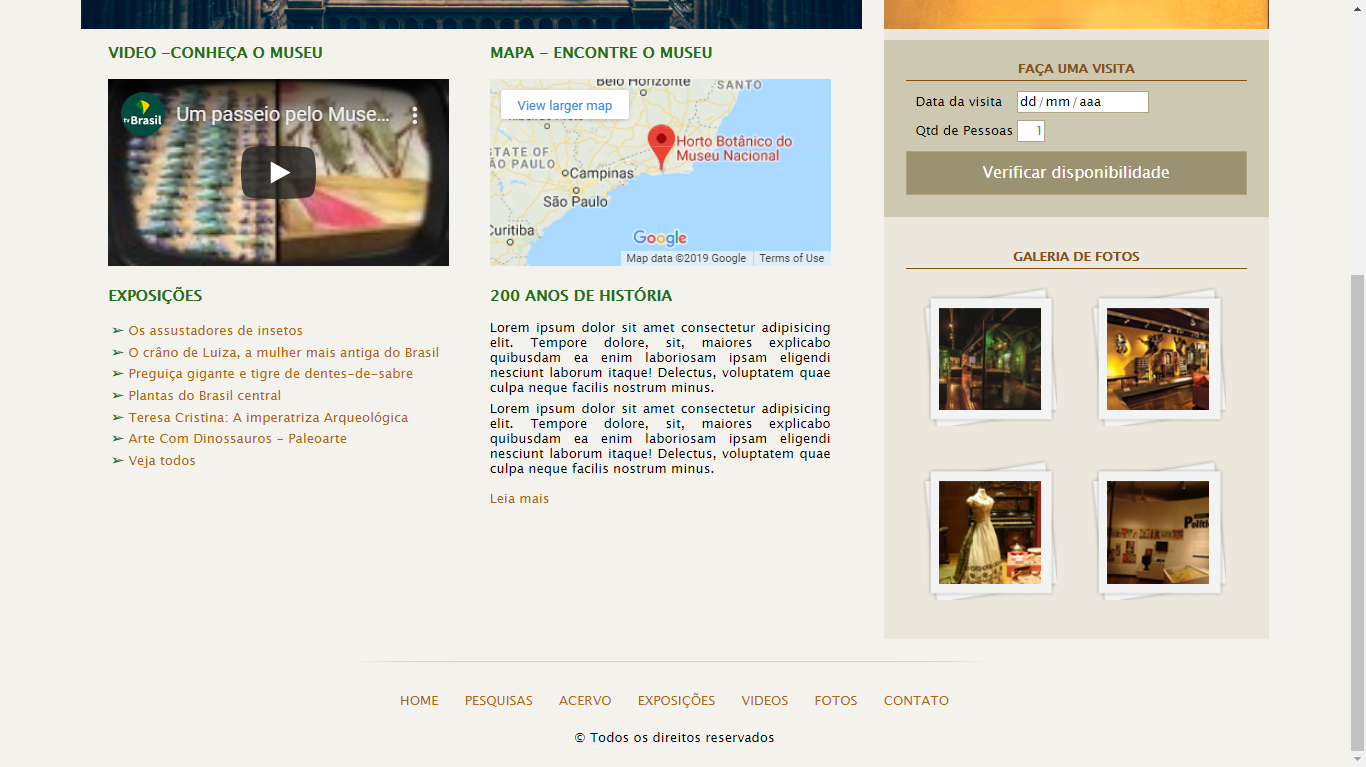 VIDEO -CONHEÇA O MUSEU
tv Brasil
Um passeio pelo Muse...
MAPA - ENCONTRE O MUSEU
View larger map
Belo Horizonte
SANTO
STATE OF
SÃO PAULO
Campinas
São Paulo
Curitiba
Horto Botânico do
Museu Nacional
Google
Map data ©2019 Google
Terms of Use
EXPOSIÇÕES
➢ Os assustadores de insetos
➢ O crâno de Luiza, a mulher mais antiga do Brasil
➢ Preguiça gigante e tigre de dentes-de-sabre
➢ Plantas do Brasil central
➢ Teresa Cristina: A imperatriza Arqueológica
➢ Arte Com Dinossauros - Paleoarte
➢ Veja todos
200 ANOS DE HISTÓRIA
Lorem ipsum dolor sit amet consectetur adipisicing
elit. Tempore dolore, sit, maiores explicabo
quibusdam ea enim laboriosam ipsam eligendi
nesciunt laborum itaque! Delectus, voluptatem quae
culpa neque facilis nostrum minus.
Lorem ipsum dolor sit amet consectetur adipisicing
elit. Tempore dolore, sit, maiores explicabo
quibusdam ea enim laboriosam ipsam eligendi
nesciunt laborum itaque! Delectus, voluptatem quae
culpa neque facilis nostrum minus.
Leia mais
FAÇA UMA VISITA
Data da visita dd/mm/aaa
Qtd de Pessoas 1
Verificar disponibilidade
GALERIA DE FOTOS
HOME PESQUISAS ACERVO EXPOSIÇÕES VIDEOS FOTOS CONTATO
© Todos os direitos reservados